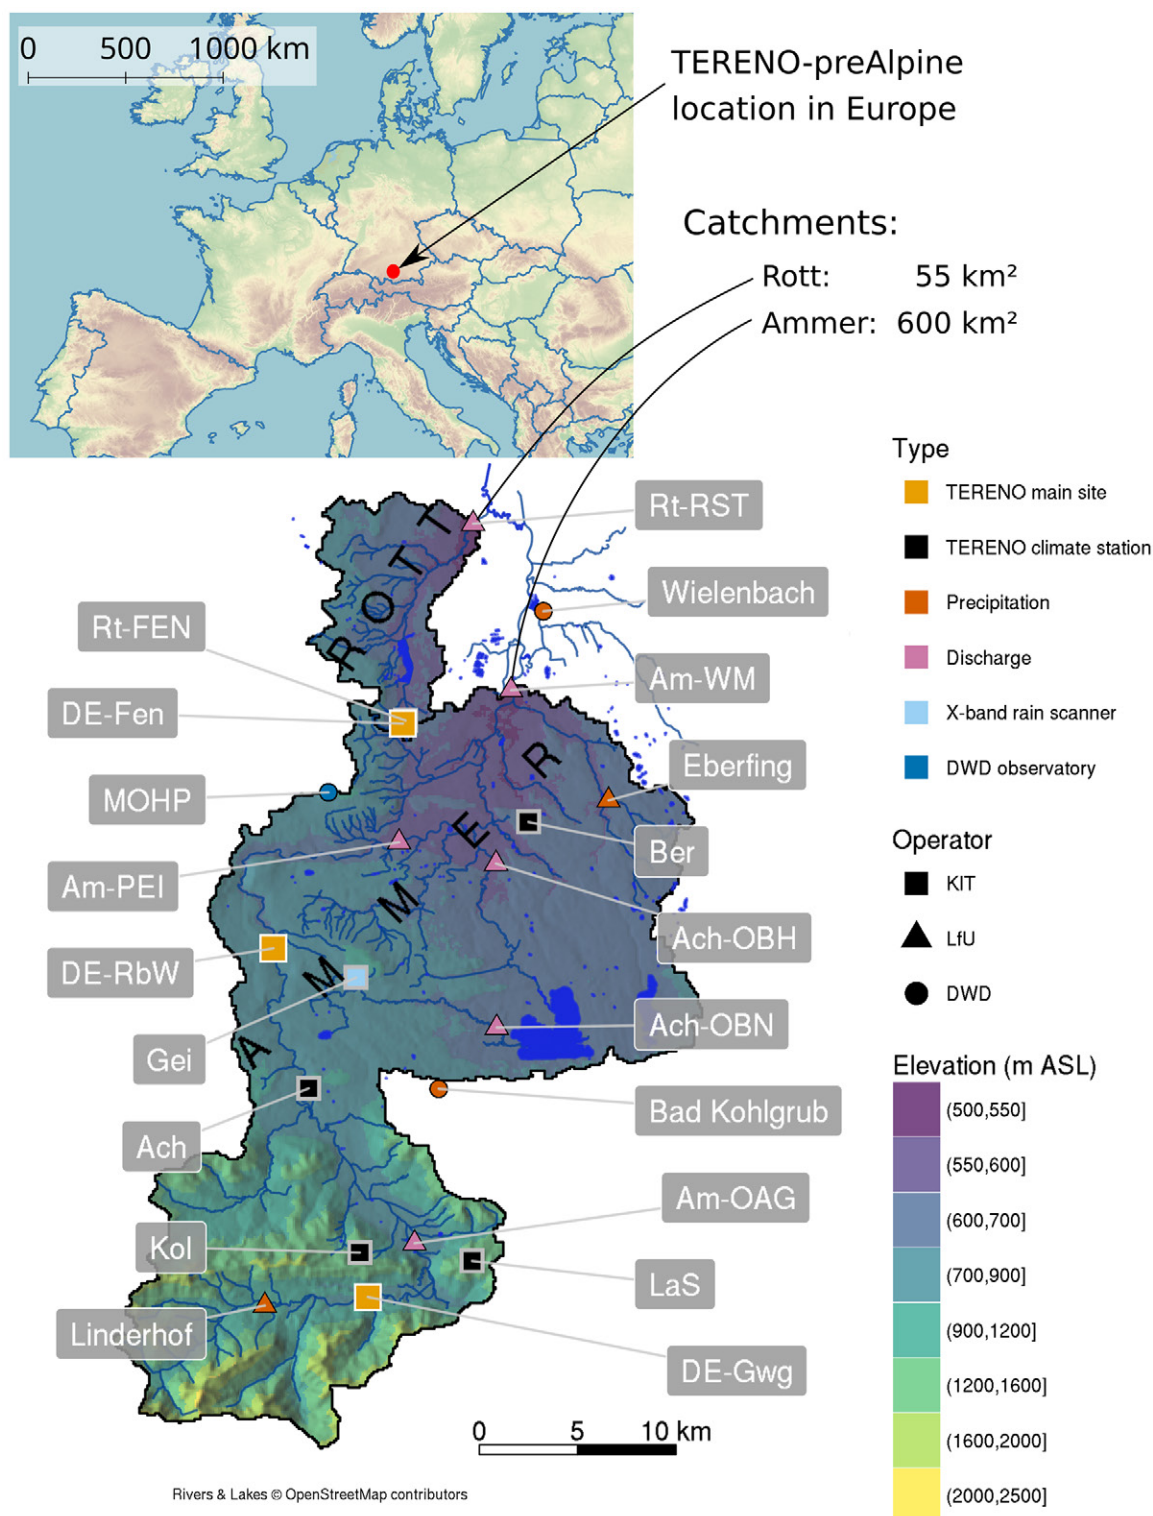 0 500 1000 km
TERENO-preAlpine
location in Europe
Catchments:
Rott: 55 km²
Ammer: 600 km²
Type
TERENO main site
TERENO climate station
Precipitation
Discharge
X-band rain scanner
DWD observatory
Operator
KIT
LfU
DWD
Elevation (m ASL)
(500,550]
(550,600]
(600,700]
(700,900]
(900,1200]
(1200,1600]
(1600,2000]
(2000,2500]
ROTT
AMMER
Rt-RST
Wielenbach
Rt-FEN
Am-WM
DE-Fen
Eberfing
MOHP
Ber
Am-PEI
Ach-OBH
DE-RbW
Ach-OBN
Gei
Bad Kohlgrub
Ach
Am-OAG
Kol
LaS
Linderhof
DE-Gwg
0 5 10 km
Rivers & Lakes © OpenStreetMap contributors